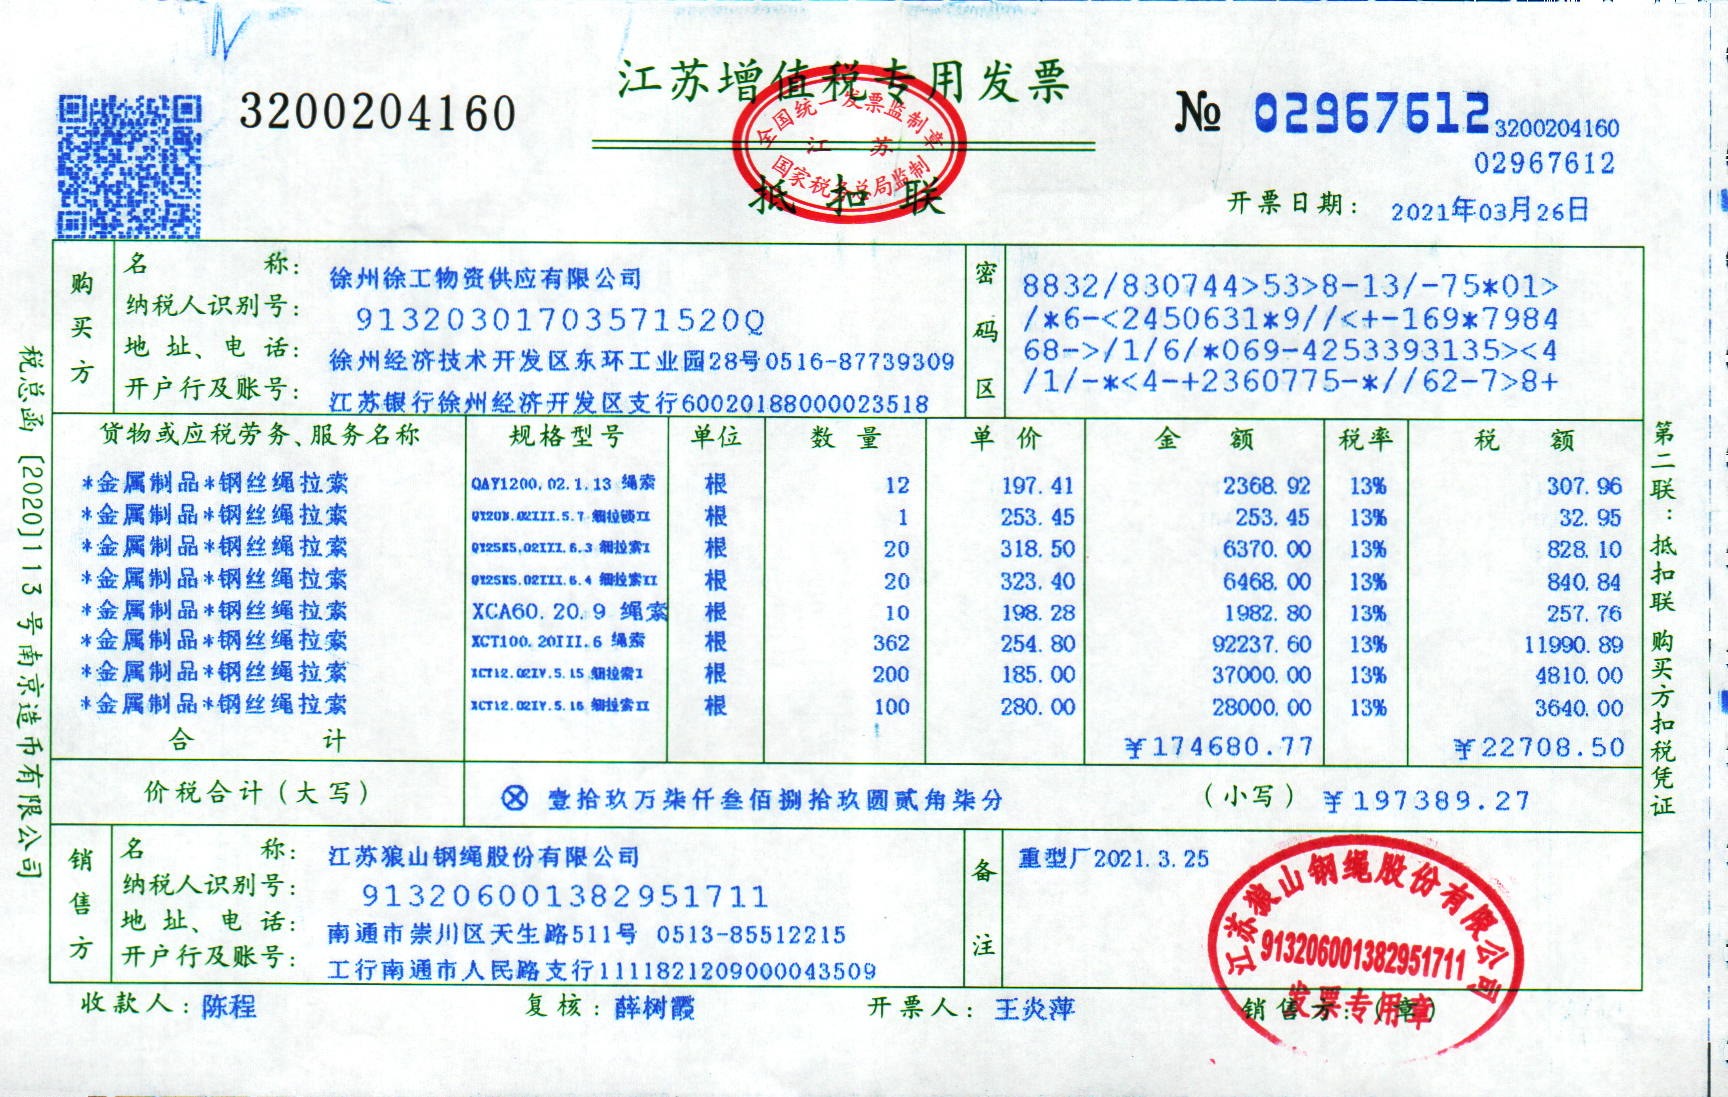 江苏增值税专用发票
3200204160
№ 02967612
3200204160
02967612
全国统一发票监制章
江 苏
国家税务总局监制
抵 扣 联
开票日期: 2021年03月26日
购买方
名 称: 徐州徐工物资供应有限公司
纳税人识别号: 91320301703571520Q
地 址、电 话: 徐州经济技术开发区东环工业园28号0516-87739309
开户行及账号: 江苏银行徐州经济开发区支行60020188000023518
密码区
8832/830744>53>8-13/-75*01>
/*6-<2450631*9//<+-169*7984
68->/1/6/*069-4253393135><4
/1/-*<4-+2360775-*//62-7>8+
货物或应税劳务、服务名称 规格型号 单位 数 量 单 价 金 额 税率 税 额
*金属制品*钢丝绳拉索 QAY1200.02.1.13 绳索 根 12 197.41 2368.92 13% 307.96
*金属制品*钢丝绳拉索 根 1 253.45 253.45 13% 32.95
*金属制品*钢丝绳拉索 QY25K5.02III.6.3 细拉索I 根 20 318.50 6370.00 13% 828.10
*金属制品*钢丝绳拉索 QY25K5.02III.6.4 细拉索II 根 20 323.40 6468.00 13% 840.84
*金属制品*钢丝绳拉索 XCA60.20.9 绳索 根 10 198.28 1982.80 13% 257.76
*金属制品*钢丝绳拉索 XCT100.20III.6 绳索 根 362 254.80 92237.60 13% 11990.89
*金属制品*钢丝绳拉索 XCT12.02IV.5.15 细拉索I 根 200 185.00 37000.00 13% 4810.00
*金属制品*钢丝绳拉索 XCT12.02IV.5.16 细拉索II 根 100 280.00 28000.00 13% 3640.00
合 计 ¥174680.77 ¥22708.50
价税合计(大写) ⊗ 壹拾玖万柒仟叁佰捌拾玖圆贰角柒分 (小写) ¥197389.27
销售方
名 称: 江苏狼山钢绳股份有限公司
纳税人识别号: 913206001382951711
地 址、电 话: 南通市崇川区天生路511号 0513-85512215
开户行及账号: 工行南通市人民路支行1111821209000043509
备注
重型厂2021.3.25
江苏狼山钢绳股份有限公司
913206001382951711
发票专用章
收款人: 陈程 复核: 薛树霞 开票人: 王炎萍 销售方:(章)
税总函〔2020〕113号南京造币有限公司
第二联:抵扣联 购买方扣税凭证